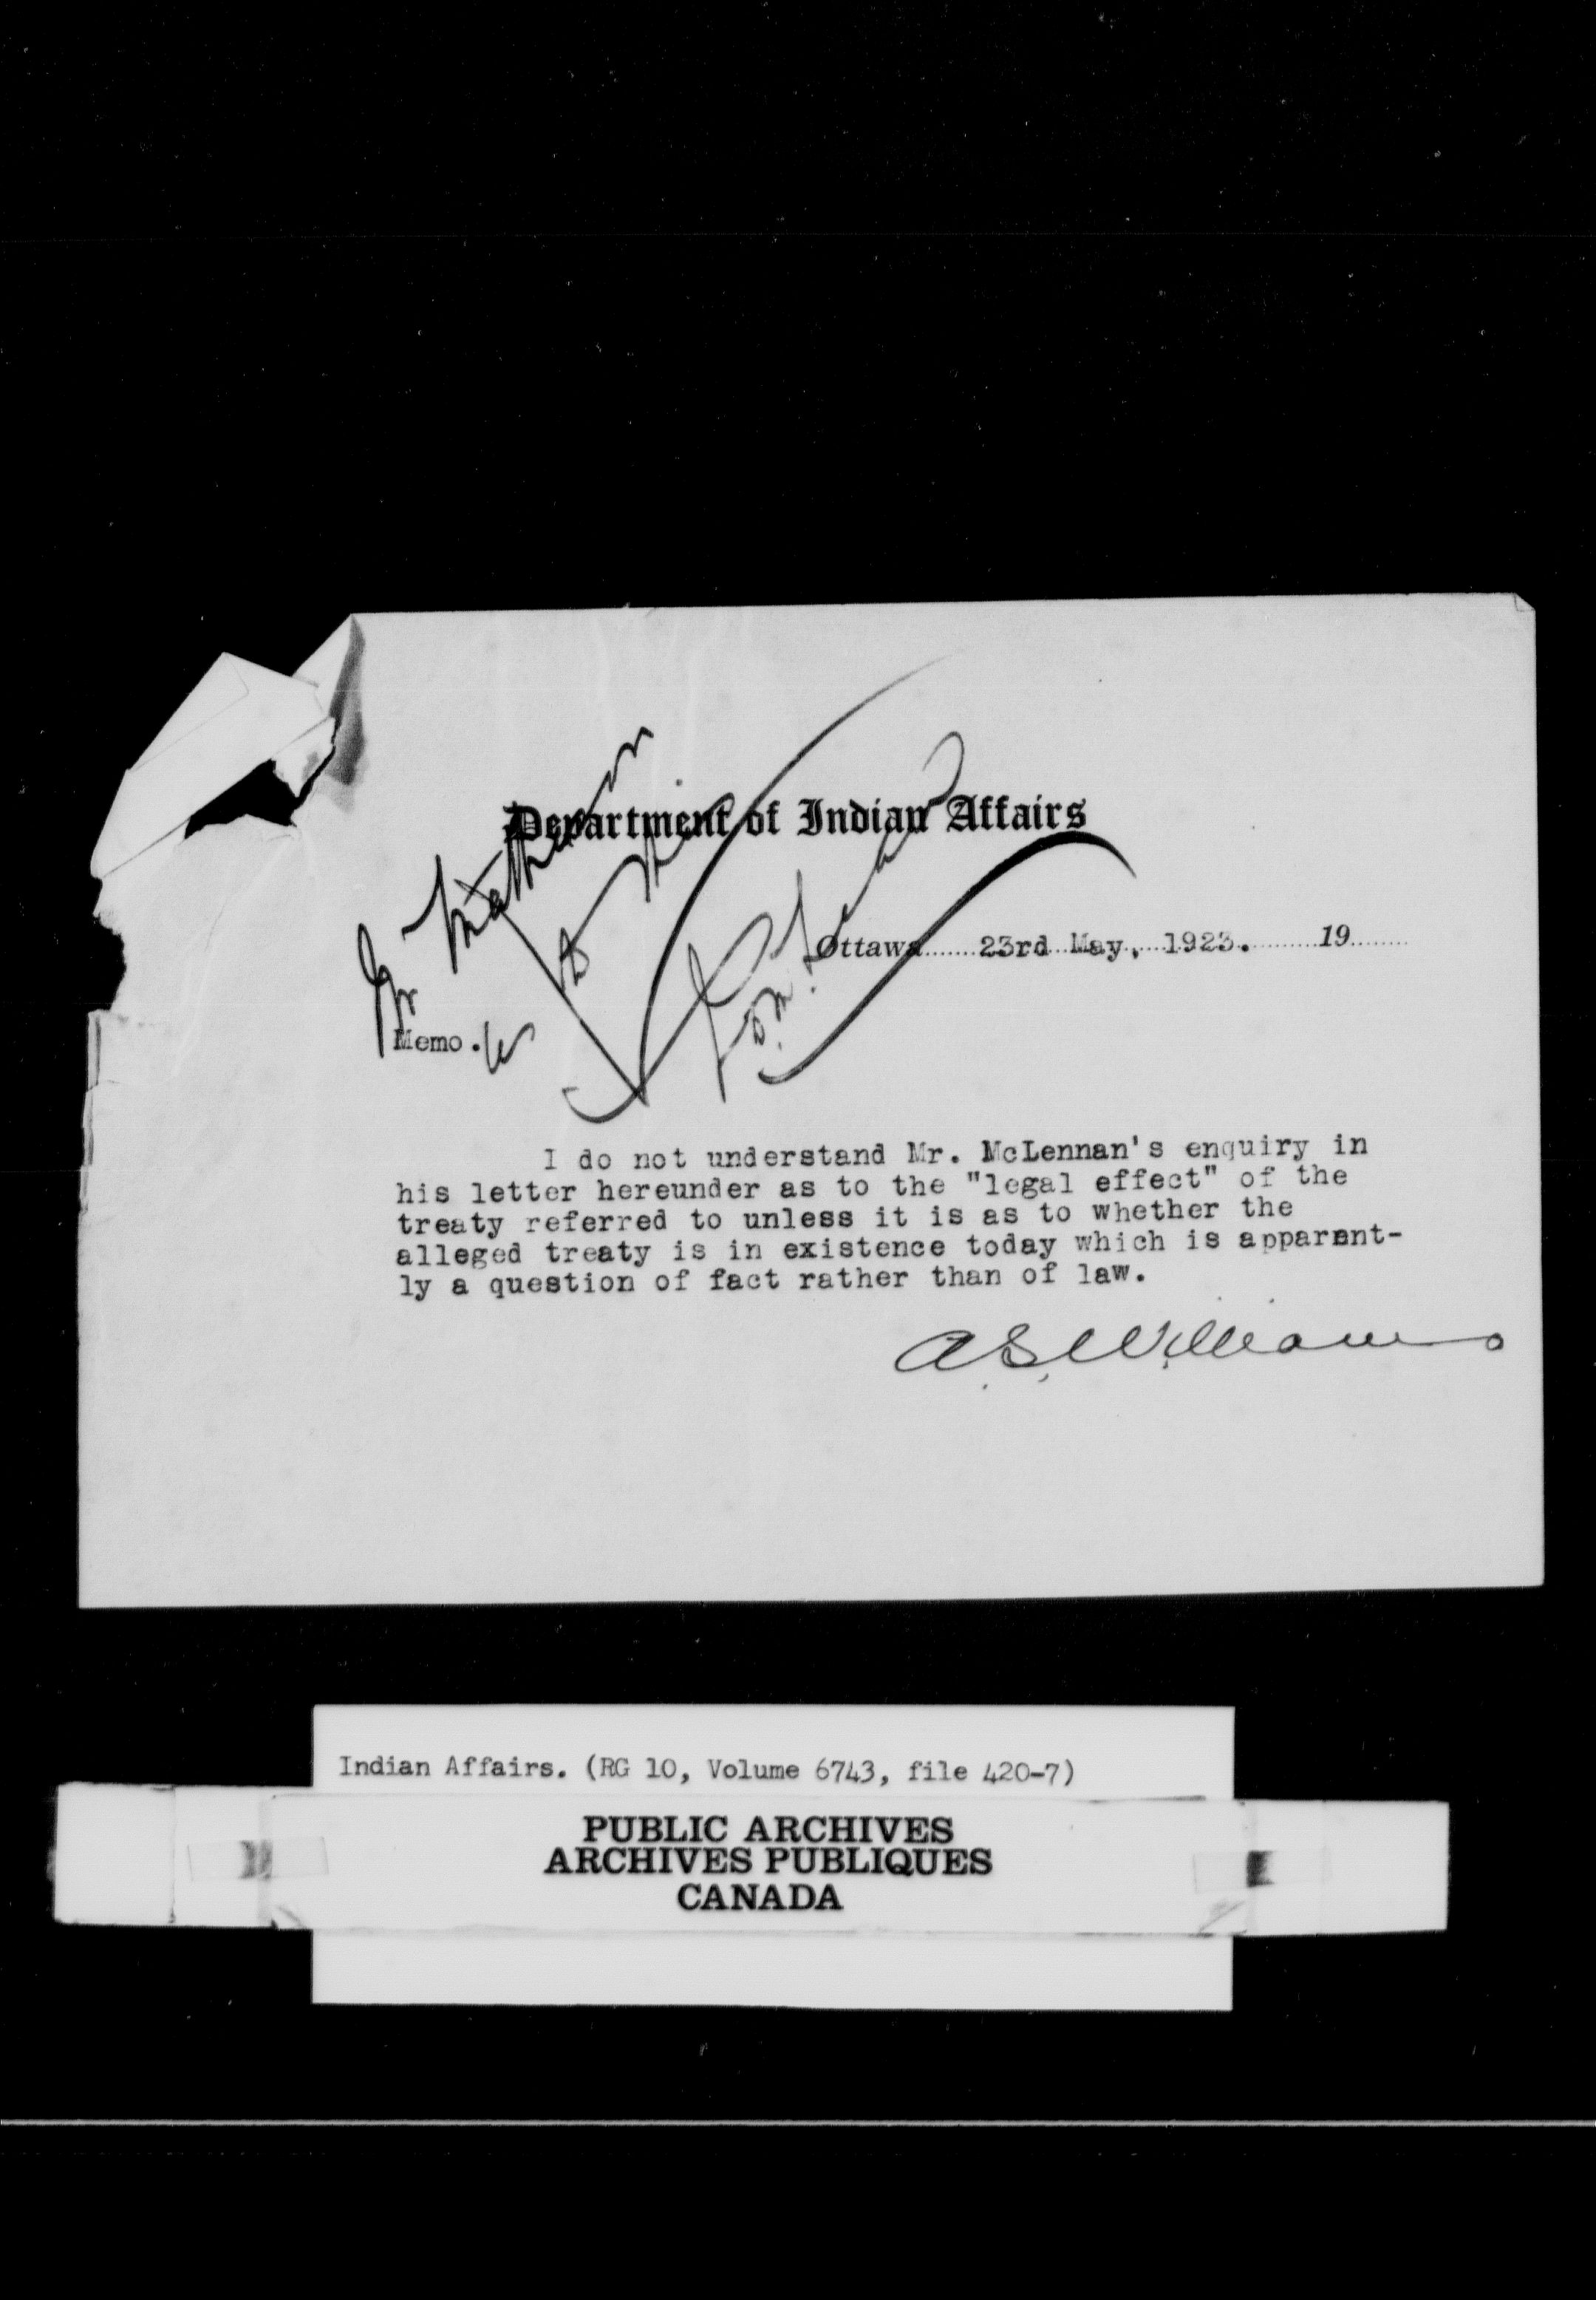 Department of Indian Affairs
Ottawa 23rd May, 1923. 19
Mr
Memo.
I do not understand Mr. McLennan's enquiry in
his letter hereunder as to the "legal effect" of the
treaty referred to unless it is as to whether the
alleged treaty is in existence today which is apparent-
ly a question of fact rather than of law.
A.S. Williams
Indian Affairs. (RG 10, Volume 6743, file 420-7)
PUBLIC ARCHIVES
ARCHIVES PUBLIQUES
CANADA